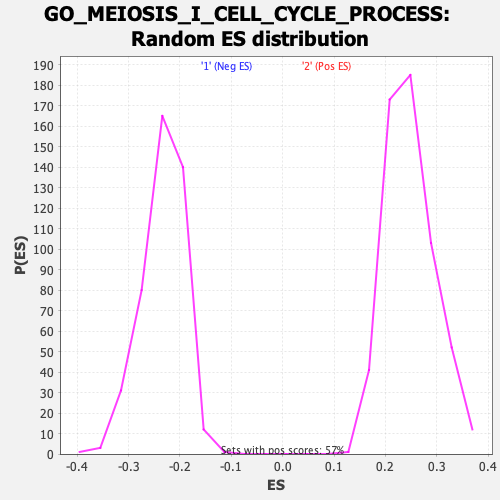 GO_MEIOSIS_I_CELL_CYCLE_PROCESS:
Random ES distribution
'1' (Neg ES) '2' (Pos ES)
190
180
170
160
150
140
130
120
110
100
90
80
70
60
50
40
30
20
10
0
P(ES)
Sets with pos scores: 57%
-0.4 -0.3 -0.2 -0.1 0.0 0.1 0.2 0.3 0.4
ES